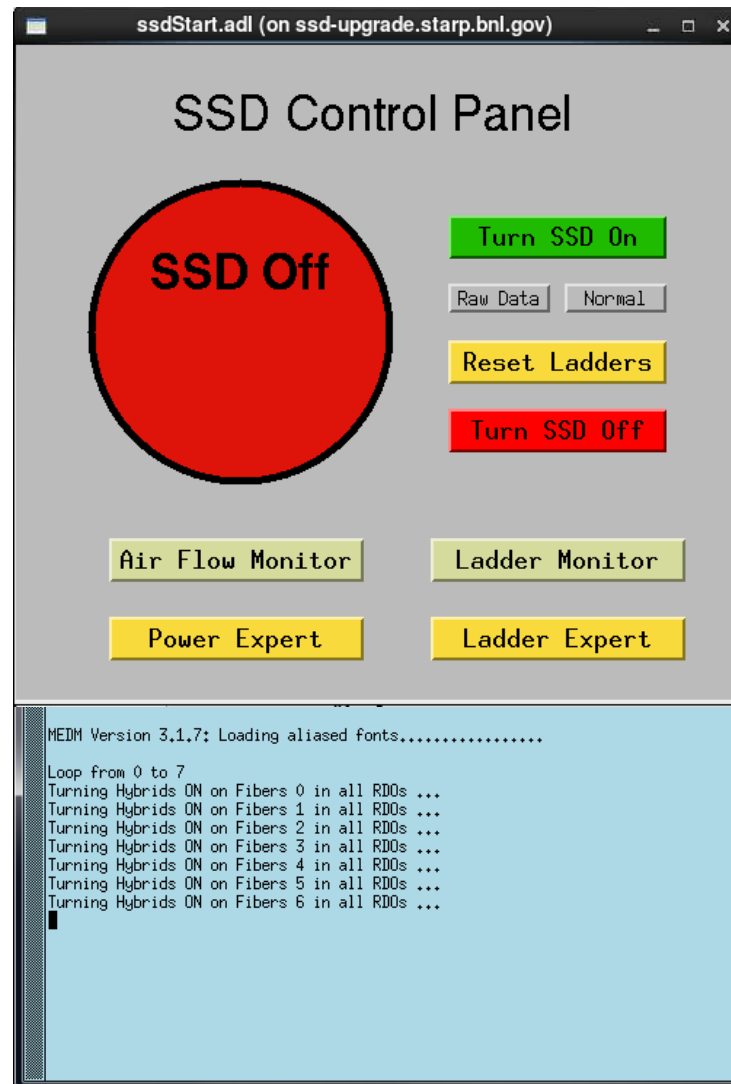 ssdStart.adl (on ssd-upgrade.starp.bnl.gov)
SSD Control Panel
SSD Off
Turn SSD On
Raw Data Normal
Reset Ladders
Turn SSD Off
Air Flow Monitor Ladder Monitor
Power Expert Ladder Expert
MEDM Version 3.1.7: Loading aliased fonts.................
Loop from 0 to 7
Turning Hybrids ON on Fibers 0 in all RDOs ...
Turning Hybrids ON on Fibers 1 in all RDOs ...
Turning Hybrids ON on Fibers 2 in all RDOs ...
Turning Hybrids ON on Fibers 3 in all RDOs ...
Turning Hybrids ON on Fibers 4 in all RDOs ...
Turning Hybrids ON on Fibers 5 in all RDOs ...
Turning Hybrids ON on Fibers 6 in all RDOs ...